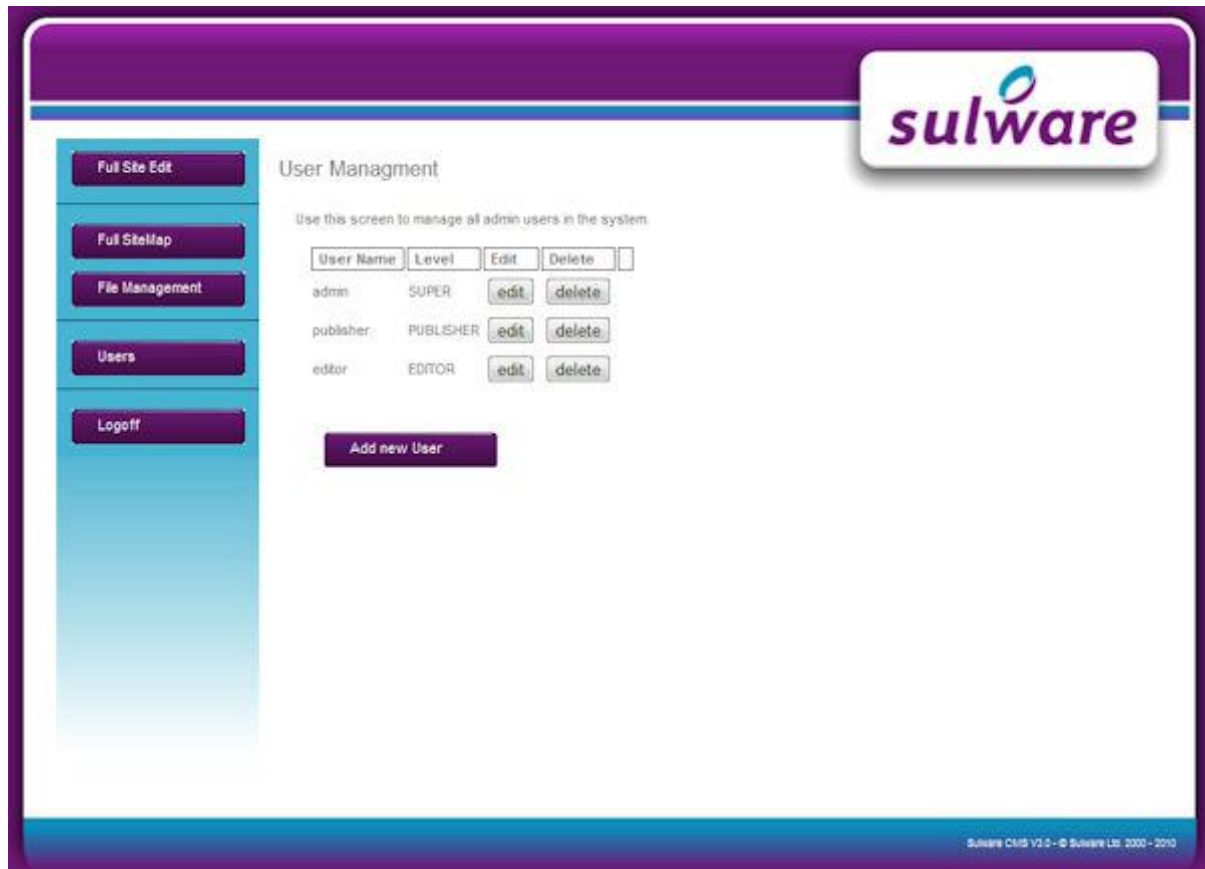 sulware
Full Site Edit
Full SiteMap
File Management
Users
Logoff
User Managment
Use this screen to manage all admin users in the system.
User Name Level Edit Delete
admin SUPER edit delete
publisher PUBLISHER edit delete
editor EDITOR edit delete
Add new User
Sulware CMS V3.0 - © Sulware Ltd. 2000 - 2010